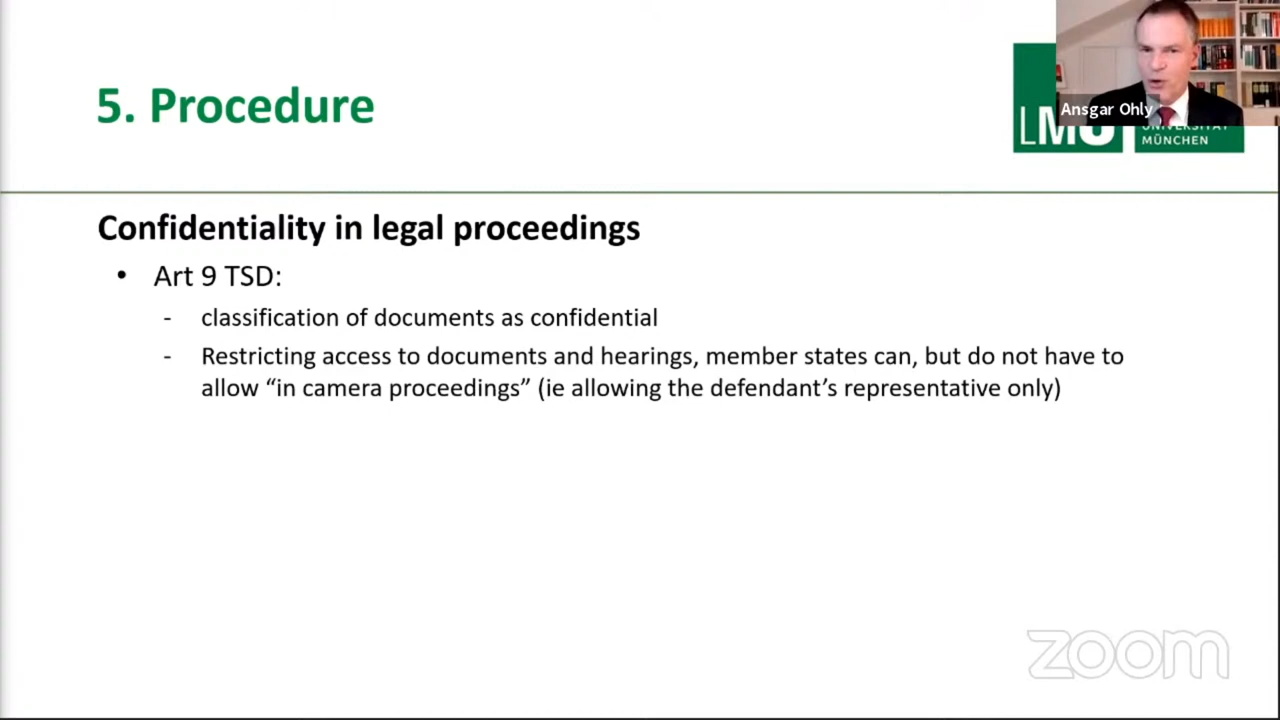 5. Procedure
Ansgar Ohly
LMU
MÜNCHEN
Confidentiality in legal proceedings
• Art 9 TSD:
- classification of documents as confidential
- Restricting access to documents and hearings, member states can, but do not have to
allow “in camera proceedings” (ie allowing the defendant’s representative only)
zoom